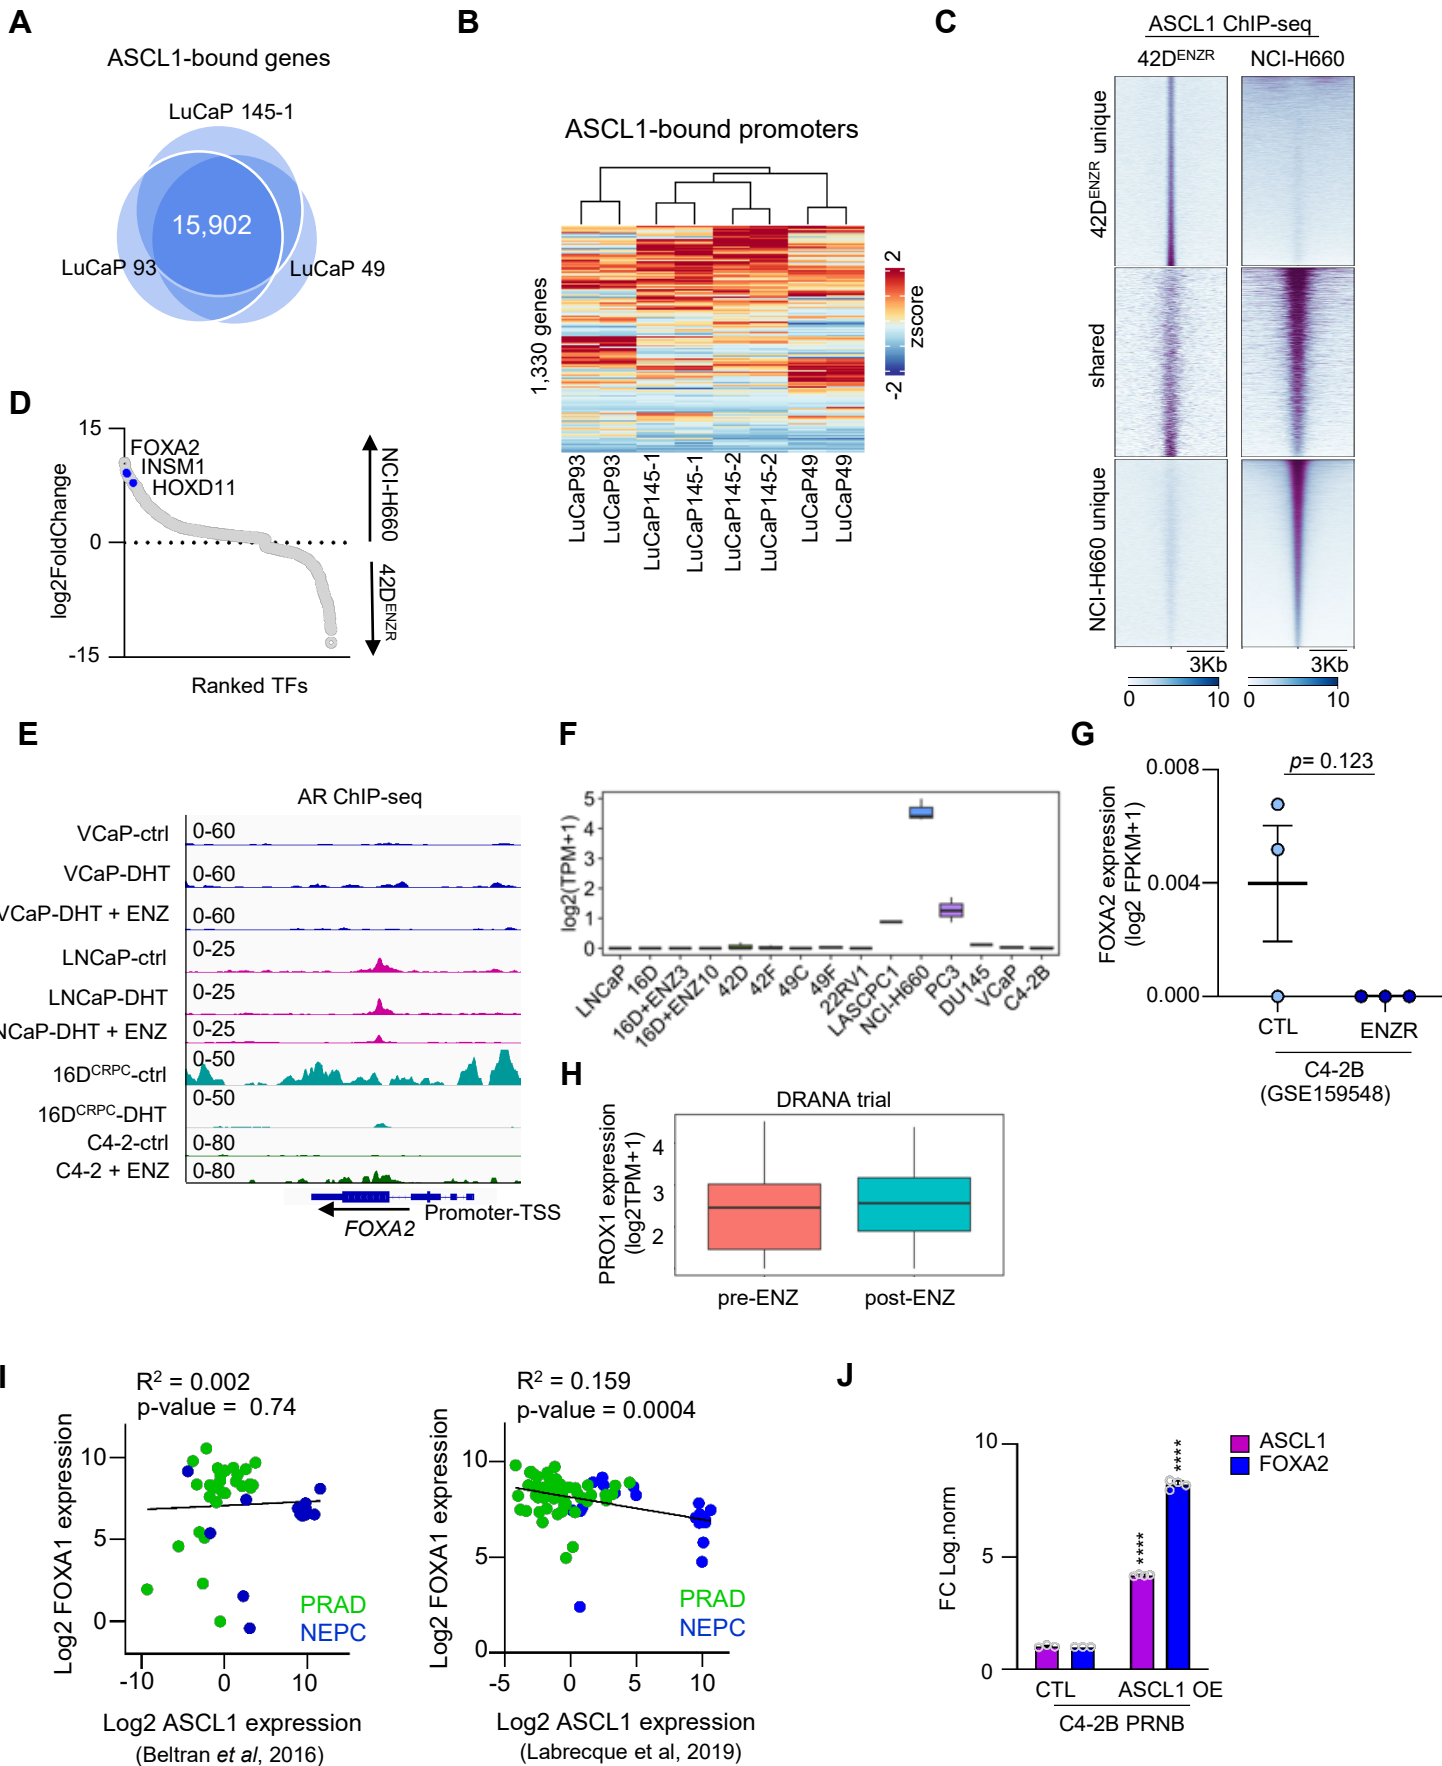 A
ASCL1-bound genes
LuCaP 145-1
15,902
LuCaP 93
LuCaP 49
B
ASCL1-bound promoters
1,330 genes
2
zscore
-2
LuCaP93
LuCaP93
LuCaP145-1
LuCaP145-1
LuCaP145-2
LuCaP145-2
LuCaP49
LuCaP49
C
ASCL1 ChIP-seq
42DENZR
NCI-H660
42DENZR unique
shared
NCI-H660 unique
3Kb
3Kb
0
10
0
10
D
15
FOXA2
INSM1
HOXD11
0
-15
log2FoldChange
NCI-H660
42DENZR
Ranked TFs
E
AR ChIP-seq
VCaP-ctrl
0-60
VCaP-DHT
0-60
VCaP-DHT + ENZ
0-60
LNCaP-ctrl
0-25
LNCaP-DHT
0-25
NCaP-DHT + ENZ
0-25
16DCRPC-ctrl
0-50
16DCRPC-DHT
0-50
C4-2-ctrl
0-80
C4-2 + ENZ
0-80
Promoter-TSS
FOXA2
F
log2(TPM+1)
5
4
3
2
1
0
LNCaP
16D
16D+ENZ3
16D+ENZ10
42D
42F
49C
49F
22RV1
LASCPC1
NCI-H660
PC3
DU145
VCaP
C4-2B
G
FOXA2 expression
(log2 FPKM+1)
0.008
0.004
0.000
p= 0.123
CTL
ENZR
C4-2B
(GSE159548)
H
DRANA trial
PROX1 expression
(log2TPM+1)
4
3
2
pre-ENZ
post-ENZ
I
R2 = 0.002
p-value = 0.74
Log2 FOXA1 expression
10
5
0
PRAD
NEPC
-10
0
10
Log2 ASCL1 expression
(Beltran et al, 2016)
R2 = 0.159
p-value = 0.0004
Log2 FOXA1 expression
10
5
0
PRAD
NEPC
-5
0
5
10
Log2 ASCL1 expression
(Labrecque et al, 2019)
J
ASCL1
FOXA2
FC Log.norm
10
5
0
****
****
CTL
ASCL1 OE
C4-2B PRNB